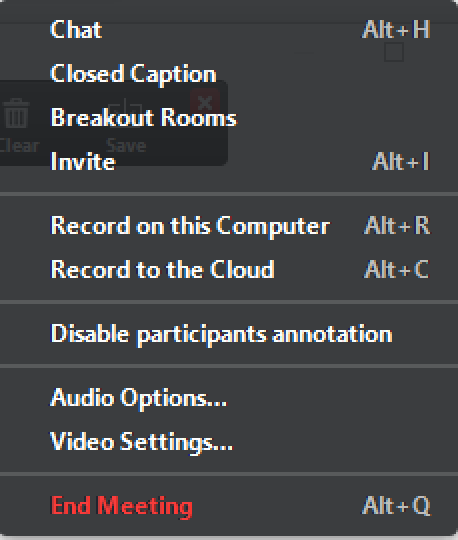 Chat Alt+H
Closed Caption
Breakout Rooms
Clear Save
Invite Alt+I
Record on this Computer Alt+R
Record to the Cloud Alt+C
Disable participants annotation
Audio Options...
Video Settings...
End Meeting Alt+Q